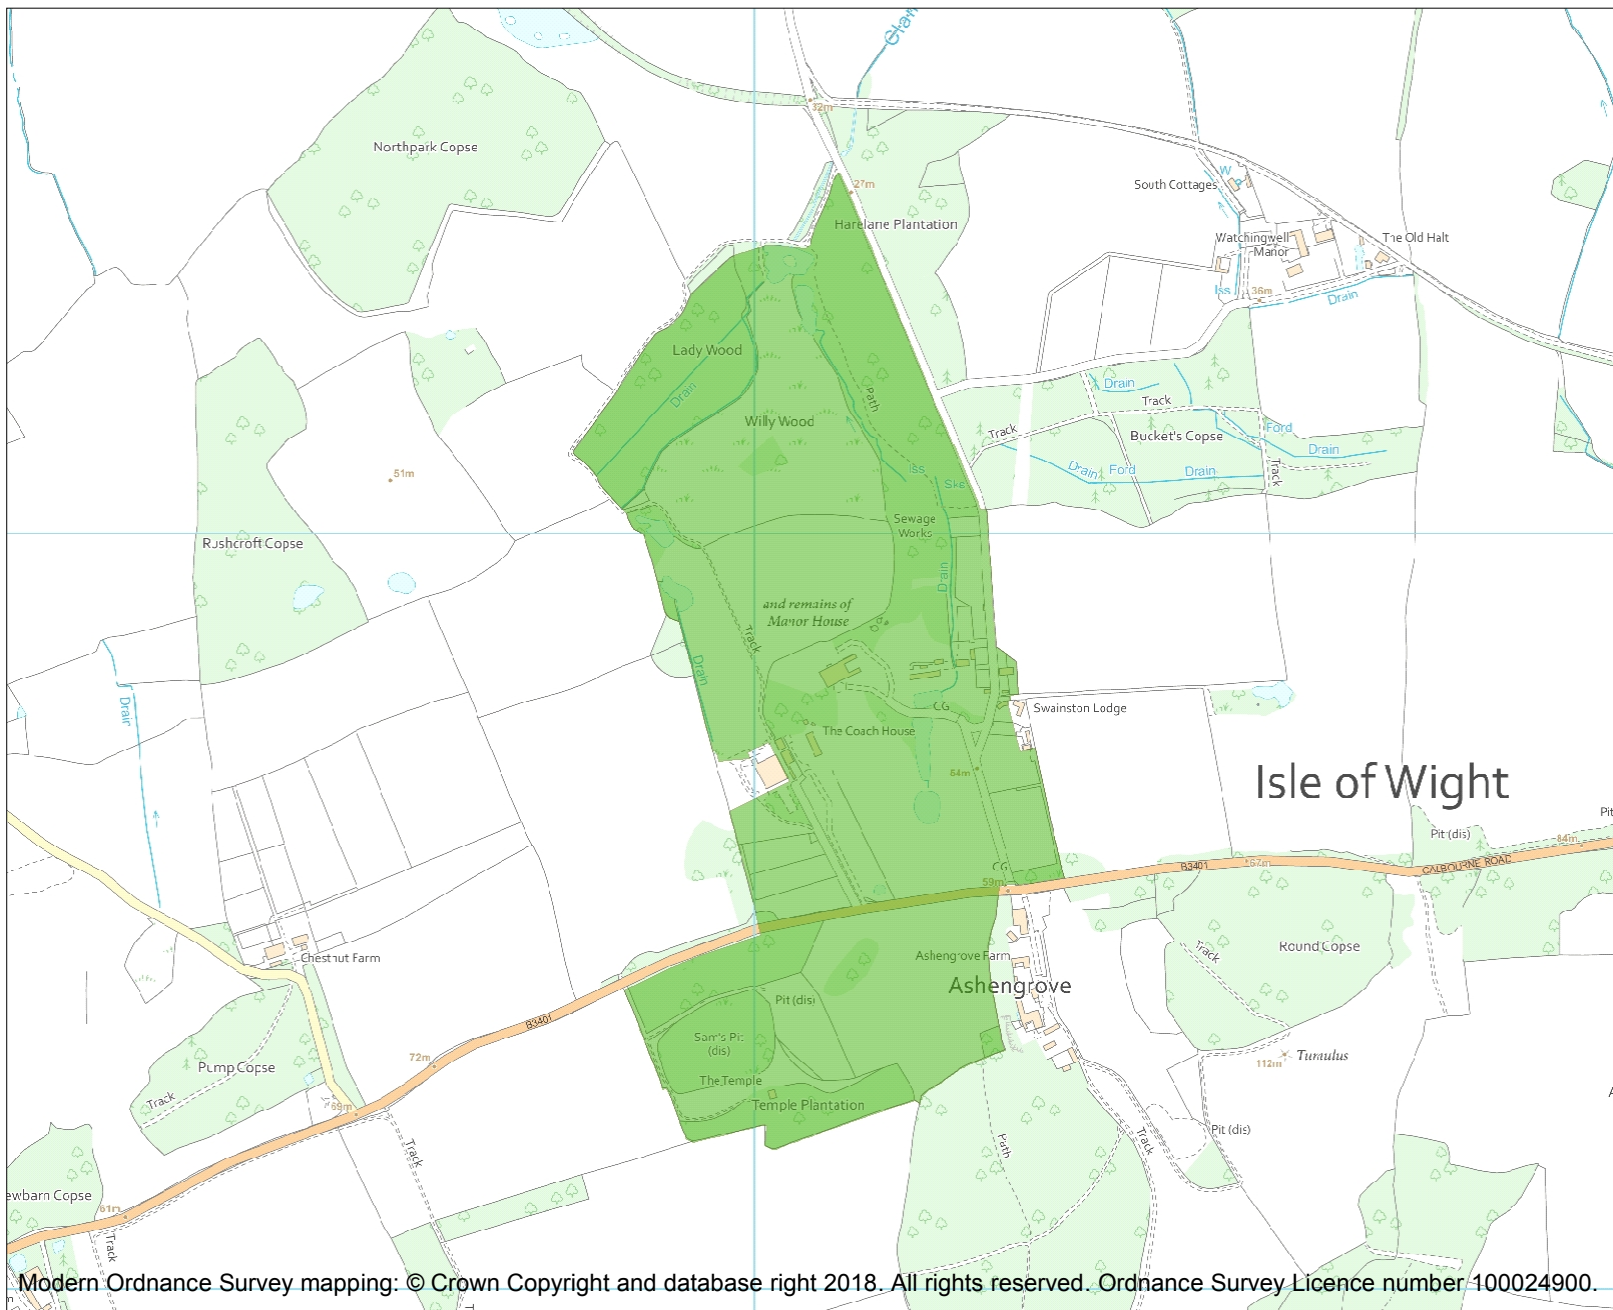 32m
Northpark Copse
27m
South Cottages
W
Harelane Plantation
Watchingwell
Manor
The Old Halt
Iss
36m
Drain
Lady Wood
Drain
Path
Drain
Track
Willy Wood
Track
Bucket's Copse
Ford
Drain
Iss
Drain
Ford
Drain
Track
51m
Sewage
Works
Rushcroft Copse
Drain
and remains of
Manor House
Track
Drain
Drain
CG
Swainston Lodge
The Coach House
54m
Isle of Wight
Pit (dis)
84m
B3401
67m
CALBOURNE ROAD
CG
59m
Chestnut Farm
Ashengrove Farm
Round Copse
Track
Ashengrove
Pit (dis)
B3401
Sam's Pit
(dis)
72m
Pump Copse
The Temple
Tumulus
112m
Track
69m
Temple Plantation
Pit (dis)
Track
Path
Track
ewbarn Copse
61m
Track
Modern Ordnance Survey mapping: © Crown Copyright and database right 2018. All rights reserved. Ordnance Survey Licence number 100024900.